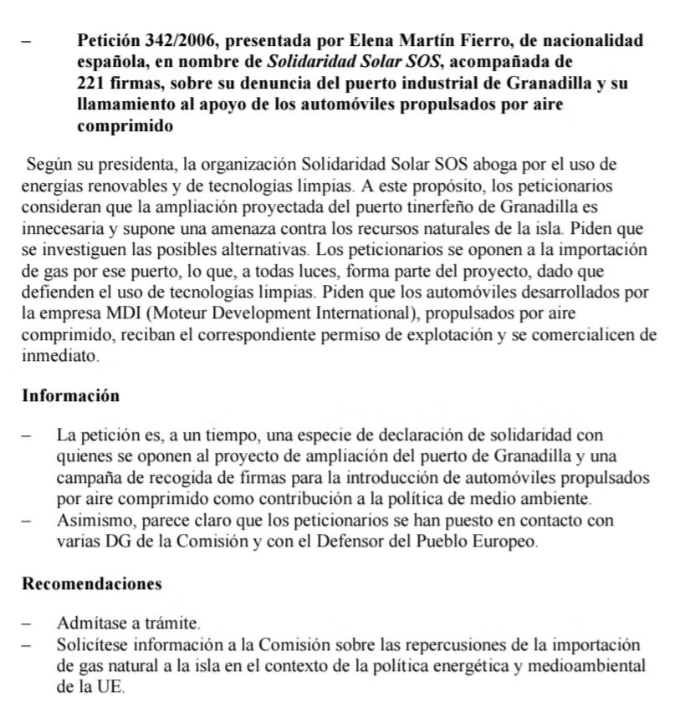 – Petición 342/2006, presentada por Elena Martín Fierro, de nacionalidad
española, en nombre de Solidaridad Solar SOS, acompañada de
221 firmas, sobre su denuncia del puerto industrial de Granadilla y su
llamamiento al apoyo de los automóviles propulsados por aire
comprimido
Según su presidenta, la organización Solidaridad Solar SOS aboga por el uso de
energías renovables y de tecnologías limpias. A este propósito, los peticionarios
consideran que la ampliación proyectada del puerto tinerfeño de Granadilla es
innecesaria y supone una amenaza contra los recursos naturales de la isla. Piden que
se investiguen las posibles alternativas. Los peticionarios se oponen a la importación
de gas por ese puerto, lo que, a todas luces, forma parte del proyecto, dado que
defienden el uso de tecnologías limpias. Piden que los automóviles desarrollados por
la empresa MDI (Moteur Development International), propulsados por aire
comprimido, reciban el correspondiente permiso de explotación y se comercialicen de
inmediato.
Información
– La petición es, a un tiempo, una especie de declaración de solidaridad con
quienes se oponen al proyecto de ampliación del puerto de Granadilla y una
campaña de recogida de firmas para la introducción de automóviles propulsados
por aire comprimido como contribución a la política de medio ambiente.
– Asimismo, parece claro que los peticionarios se han puesto en contacto con
varias DG de la Comisión y con el Defensor del Pueblo Europeo.
Recomendaciones
– Admítase a trámite.
– Solicítese información a la Comisión sobre las repercusiones de la importación
de gas natural a la isla en el contexto de la política energética y medioambiental
de la UE.